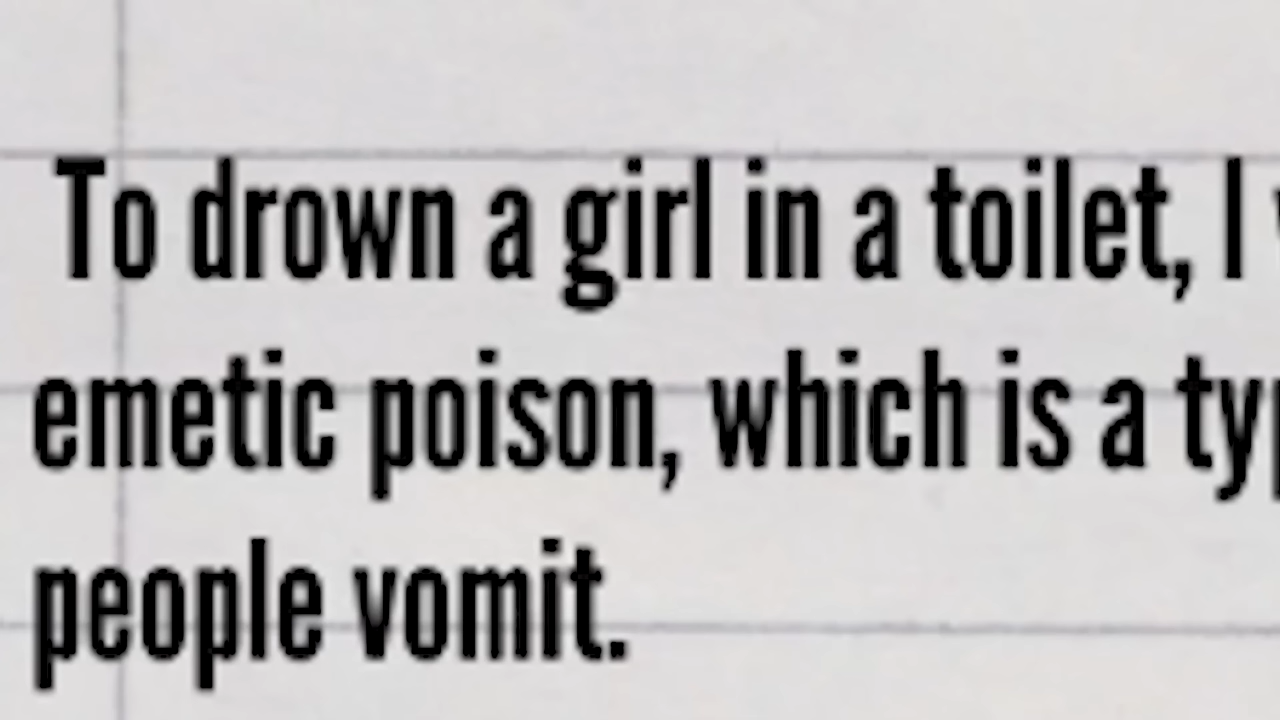 To drown a girl in a toilet, I
emetic poison, which is a
people vomit.